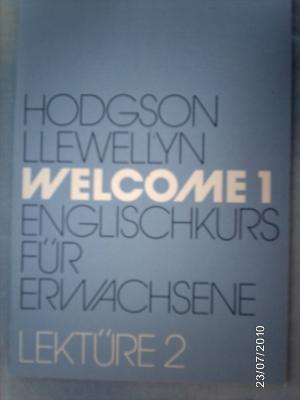 HODGSON
LLEWELLYN
WELCOME 1
ENGLISCHKURS
FÜR
ERWACHSENE
LEKTÜRE 2
23/07/2010